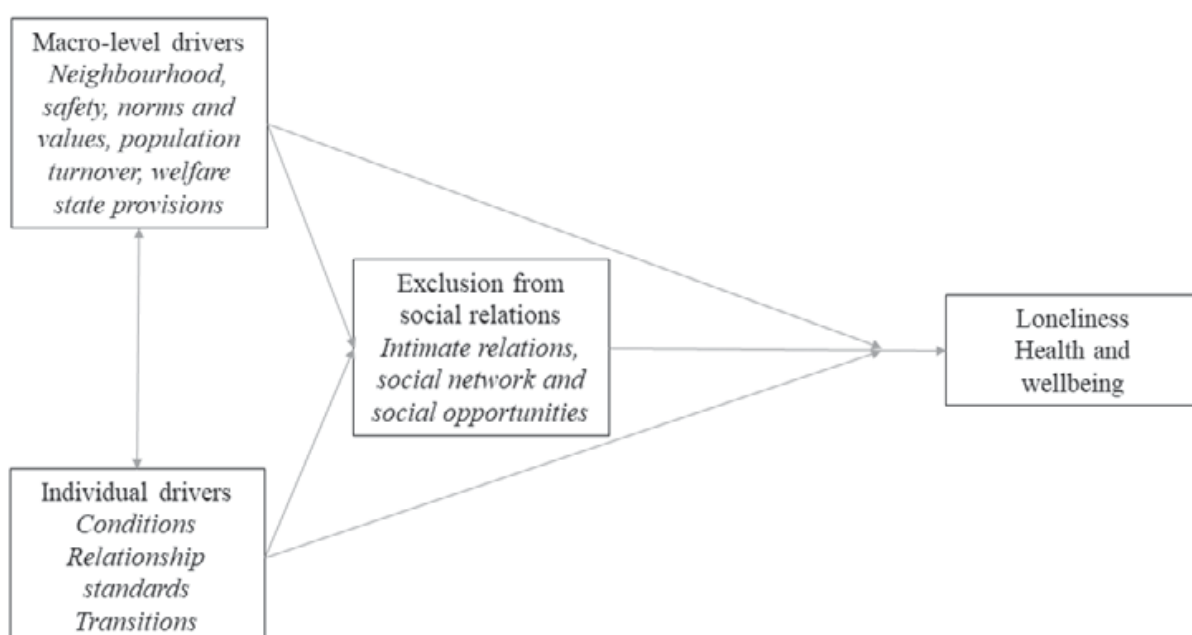 Macro-level drivers
Neighbourhood,
safety, norms and
values, population
turnover, welfare
state provisions
Exclusion from
social relations
Intimate relations,
social network and
social opportunities
Loneliness
Health and
wellbeing
Individual drivers
Conditions
Relationship
standards
Transitions